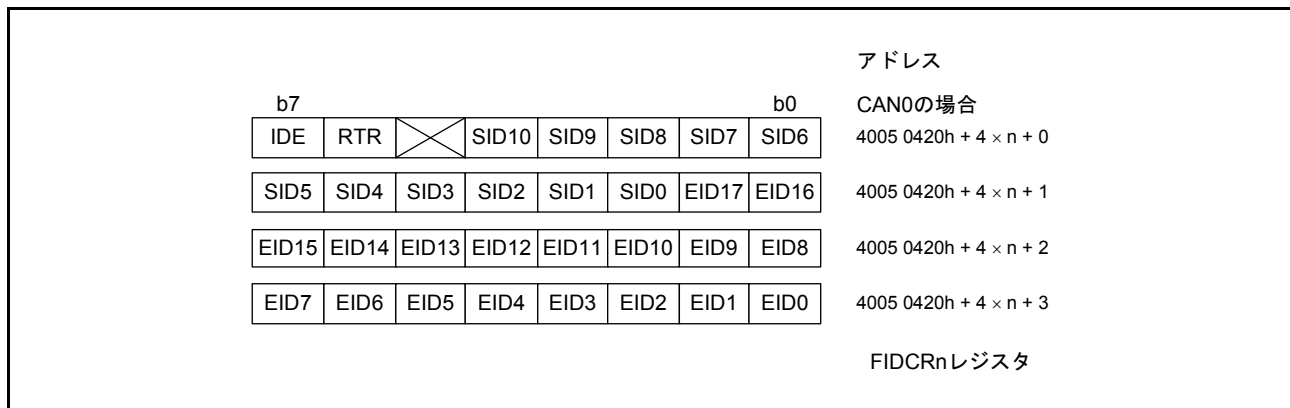 アドレス
b7 b0 CAN0の場合
IDE RTR SID10 SID9 SID8 SID7 SID6 4005 0420h + 4 × n + 0
SID5 SID4 SID3 SID2 SID1 SID0 EID17 EID16 4005 0420h + 4 × n + 1
EID15 EID14 EID13 EID12 EID11 EID10 EID9 EID8 4005 0420h + 4 × n + 2
EID7 EID6 EID5 EID4 EID3 EID2 EID1 EID0 4005 0420h + 4 × n + 3
FIDCRnレジスタ